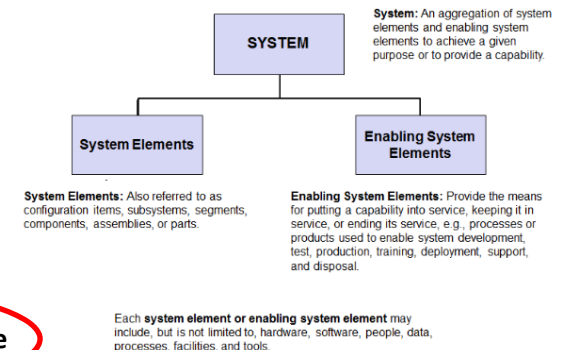 System: An aggregation of system
elements and enabling system
elements to achieve a given
purpose or to provide a capability.
SYSTEM
System Elements
Enabling System
Elements
System Elements: Also referred to as
configuration items, subsystems, segments,
components, assemblies, or parts.
Enabling System Elements: Provide the means
for putting a capability into service, keeping it in
service, or ending its service, e.g., processes or
products used to enable system development,
test, production, training, deployment, support,
and disposal.
Each system element or enabling system element may
include, but is not limited to, hardware, software, people, data,
processes, facilities, and tools.